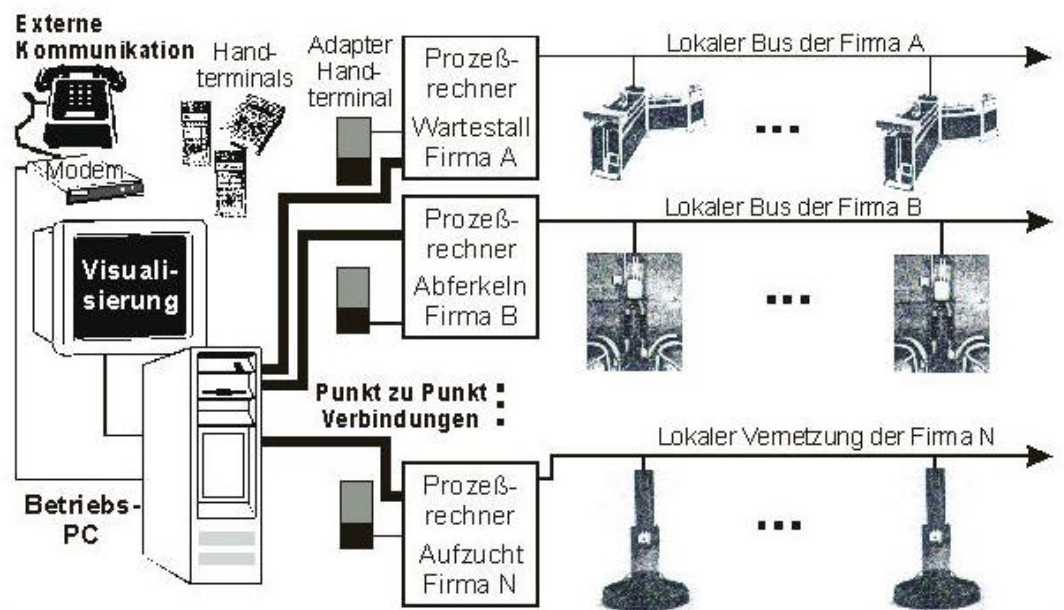 Externe
Kommunikation
Hand-
terminals
Adapter
Hand-
terminal
Modem
Visuali-
sierung
Betriebs-
PC
Prozeß-
rechner
Wartestall
Firma A
Lokaler Bus der Firma A
Prozeß-
rechner
Abferkeln
Firma B
Lokaler Bus der Firma B
Punkt zu Punkt
Verbindungen
Prozeß-
rechner
Aufzucht
Firma N
Lokaler Vernetzung der Firma N